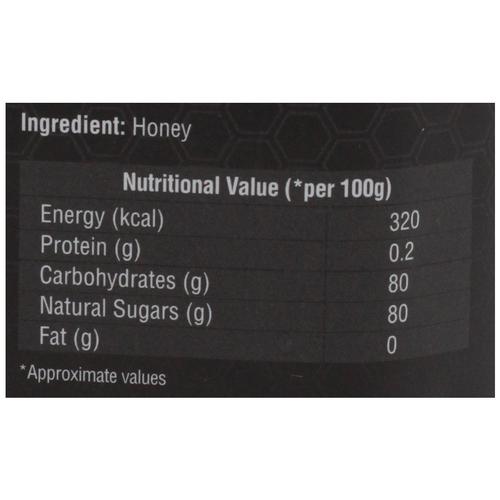 Ingredient: Honey
Nutritional Value (*per 100g)
Energy (kcal) 320
Protein (g) 0.2
Carbohydrates (g) 80
Natural Sugars (g) 80
Fat (g) 0
*Approximate values